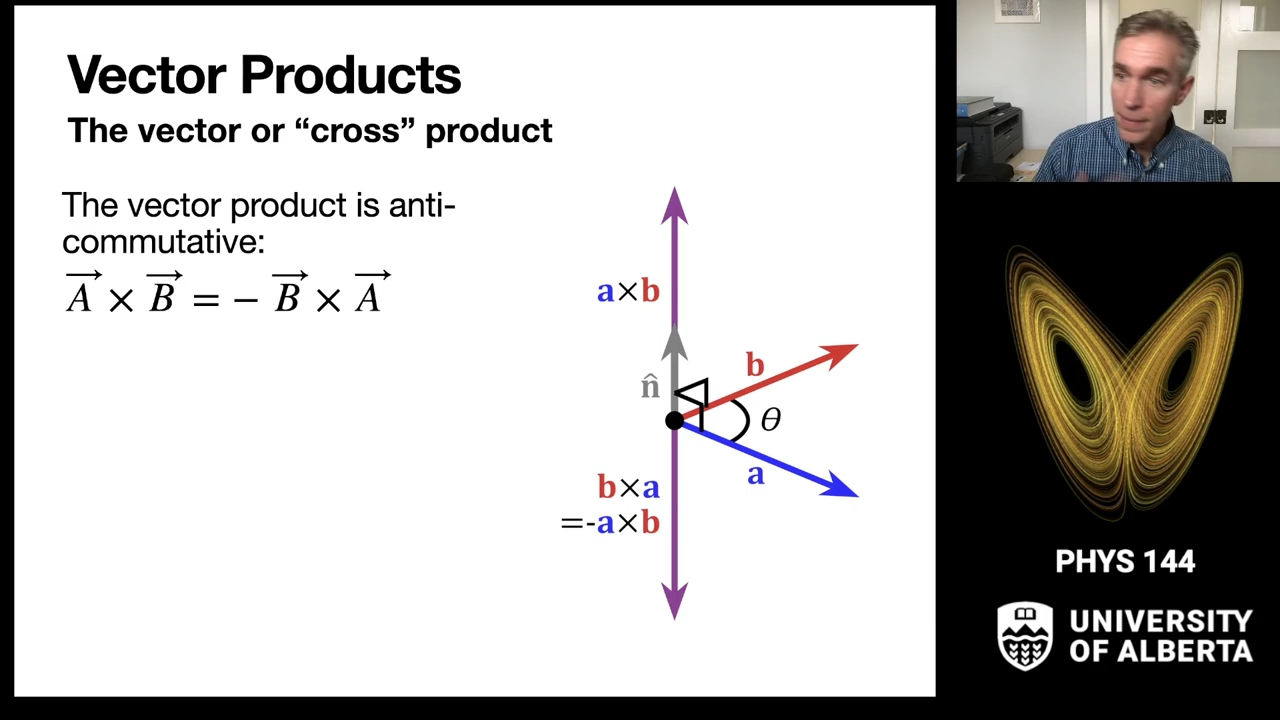 Vector Products
The vector or “cross” product
The vector product is anti-
commutative:
A⃗ × B⃗ = − B⃗ × A⃗
a×b
n̂
b
θ
a
b×a
=-a×b
PHYS 144
UNIVERSITY
OF ALBERTA